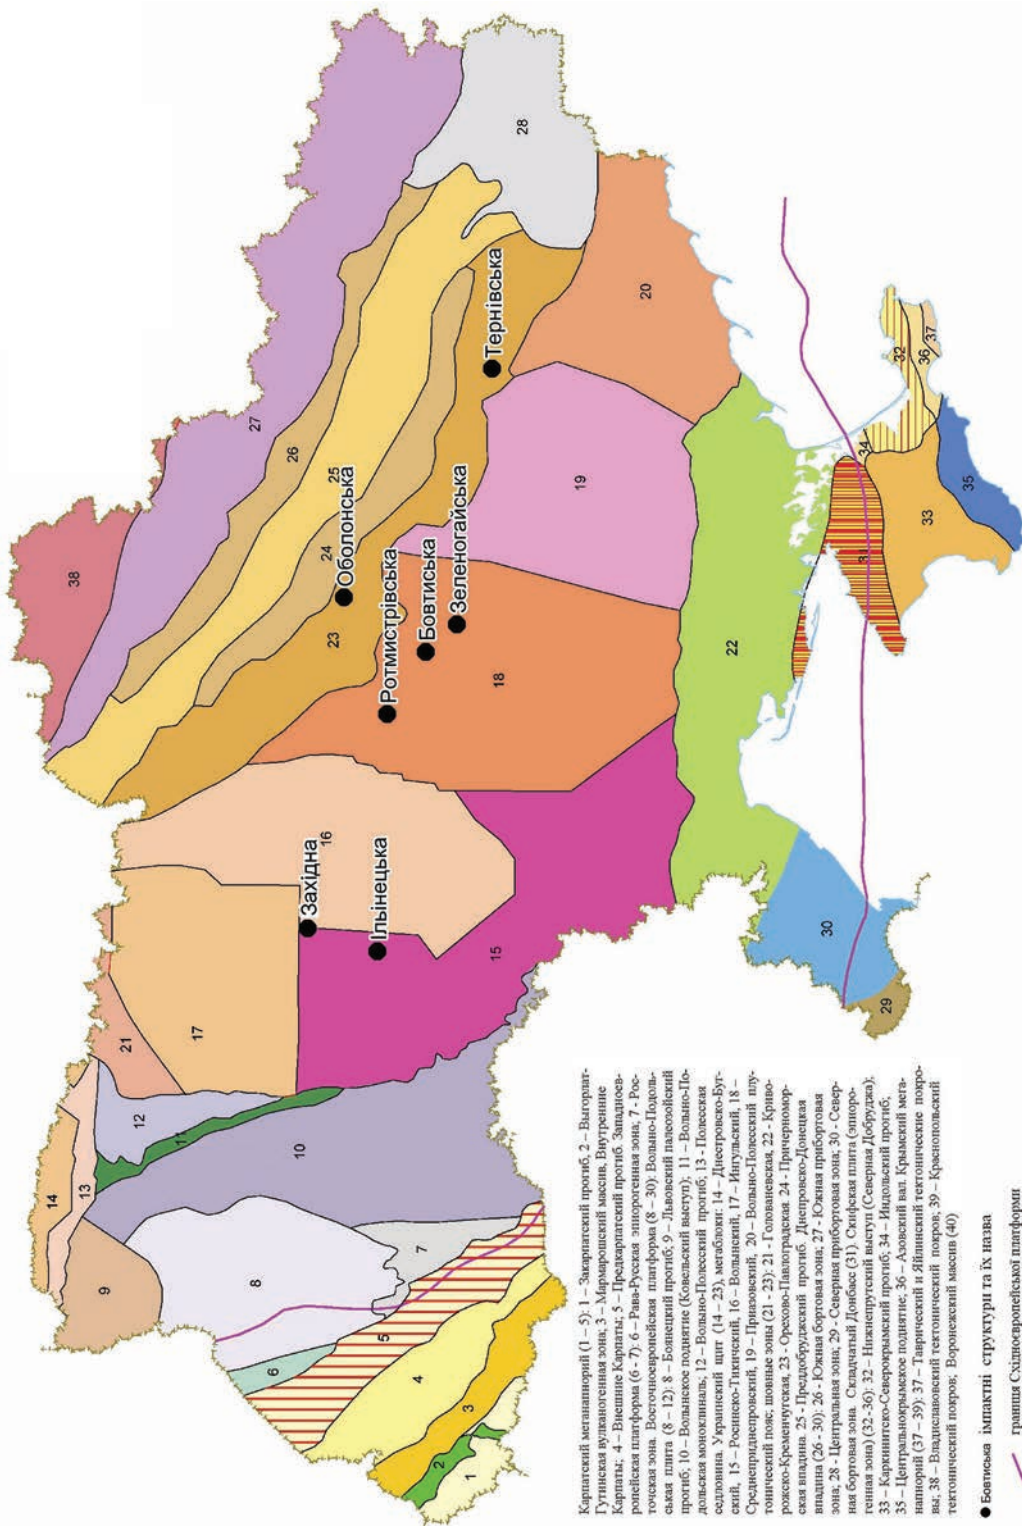 38
27
26
25
24
23
28
Оболонська
Тернівська
Ротмистрівська
Бовтиська
Зеленогайська
18
19
20
Західна
16
Іллінецька
15
17
21
14
13
12
11
10
9
8
7
6
5
4
3
2
1
22
29
30
31
32
33
34
35
36
37
Карпатский меганапнорий (1 – 5): 1 – Закарпатский прогиб, 2 – Выгорлат-
Гутинская вулканогенная зона; 3 – Мармарошский массив, Внутренние
Карпаты; 4 – Внешние Карпаты; 5 – Предкарпатский прогиб. Западноев-
ропейская платформа (6 - 7): 6 – Рава-Русская эпиорогенная зона; 7 - Рос-
точская зона. Восточноевропейская платформа (8 – 30): Волыно-Подоль-
ськая плита (8 – 12): 8 – Боянецкий прогиб; 9 – Львовский палеозойский
прогиб; 10 – Волынское поднятие (Ковельский выступ); 11 – Волыно-По-
дольская моноклиналь; 12 – Волыно-Полесский прогиб; 13 - Полесская
седловина. Украинский щит (14 – 23), мегаблоки: 14 – Днестровско-Буг-
ский, 15 – Росинско-Тикичский, 16 – Волынский, 17 – Ингульский, 18 –
Среднеприднепровский, 19 – Приазовский, 20 – Волыно-Полесский плу-
тонический пояс; шовные зоны (21 - 23): 21 - Голованевская, 22 - Криво-
рожско-Кременчугская, 23 - Орехово-Павлоградская. 24 – Причерномор-
ская впадина. 25 - Преддобруджский прогиб. Днепровско-Донецкая
впадина (26 - 30): 26 - Южная бортовая зона; 27 - Южная прибортовая
зона; 28 - Центральная зона; 29 - Северная прибортовая зона; 30 - Север-
ная бортовая зона. Складчатый Донбасс (31). Скифская плита (эпиоро-
генная зона) (32-36): 32 – Нижнепрутский выступ (Северная Добруджа);
33 – Каркинитско-Северокрымский прогиб; 34 – Индольский прогиб;
35 – Центральнокрымское поднятие; 36 – Азовский вал. Крымский мега-
напнорий (37 – 39): 37 – Таврический и Яйлинский тектонические покро-
вы; 38 – Владиславовский тектонический покров; 39 – Краснопольский
тектонический покров; Воронежский массив (40)
Бовтиська імпактні структури та їх назва
границя Східноєвропейської платформи